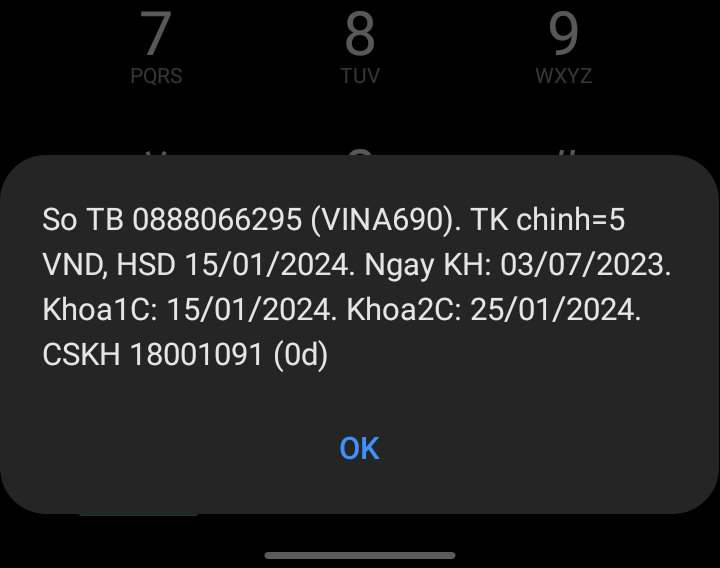 7 8 9
PQRS TUV WXYZ
So TB 0888066295 (VINA690). TK chinh=5
VND, HSD 15/01/2024. Ngay KH: 03/07/2023.
Khoa1C: 15/01/2024. Khoa2C: 25/01/2024.
CSKH 18001091 (0d)
OK